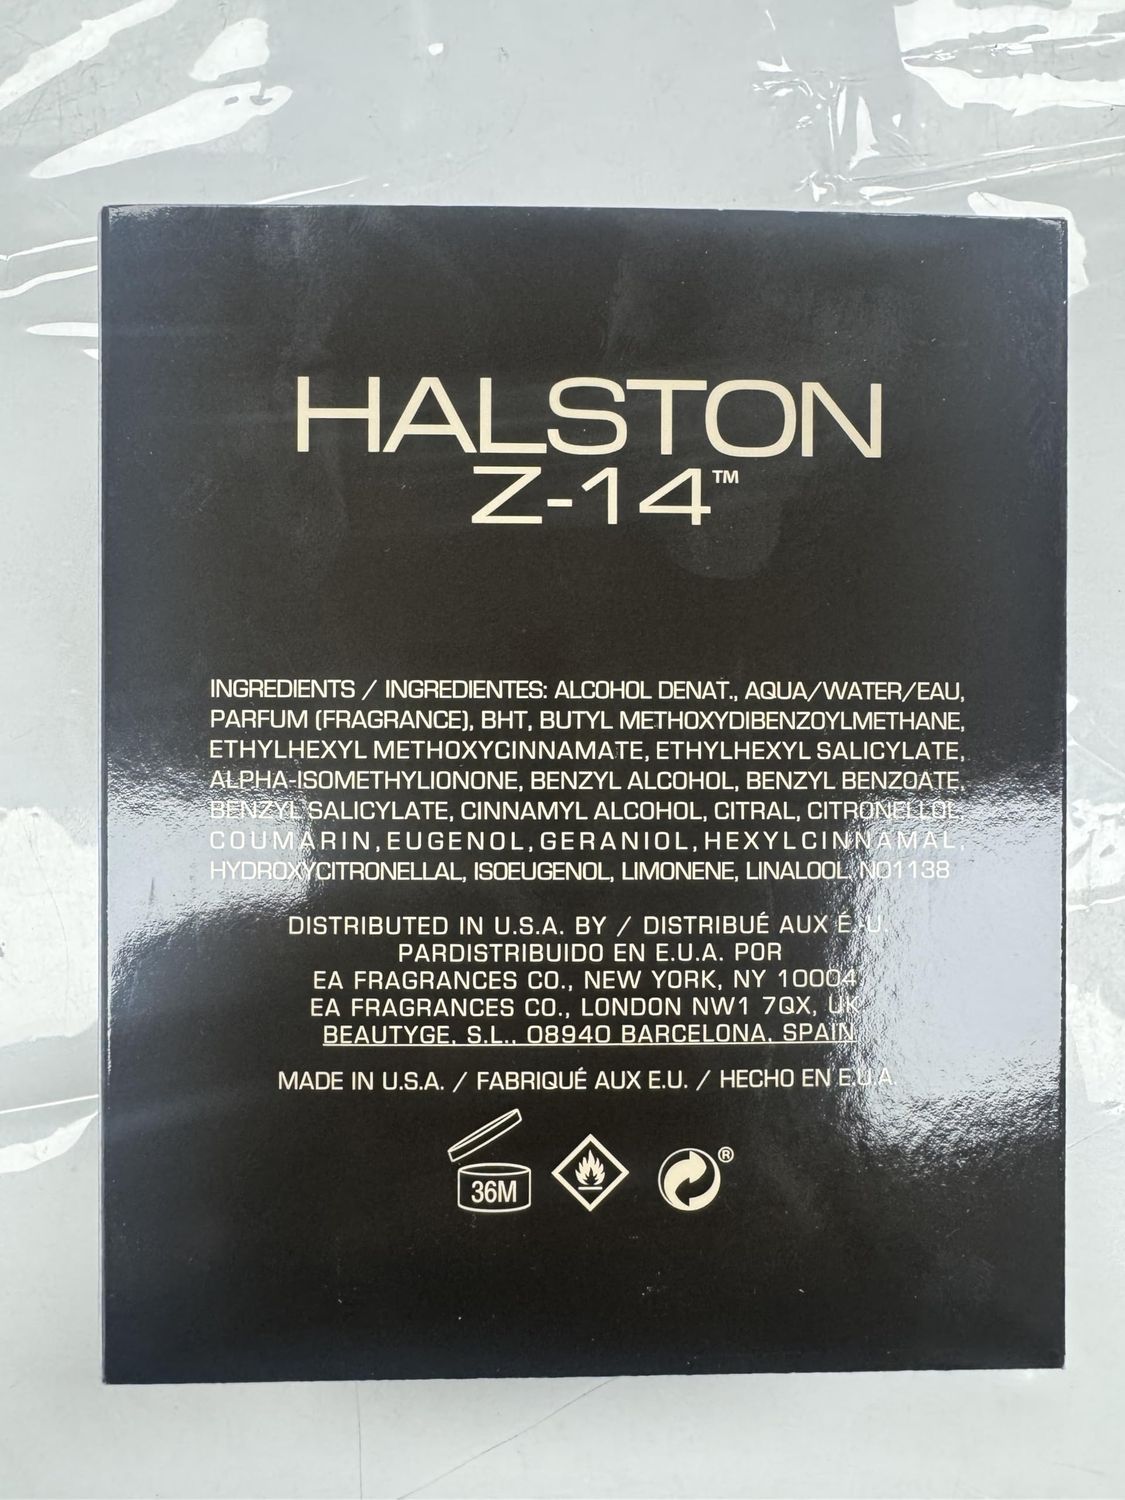 HALSTON
Z-14™
INGREDIENTS / INGREDIENTES: ALCOHOL DENAT., AQUA/WATER/EAU,
PARFUM (FRAGRANCE), BHT, BUTYL METHOXYDIBENZOYLMETHANE,
ETHYLHEXYL METHOXYCINNAMATE, ETHYLHEXYL SALICYLATE,
ALPHA-ISOMETHYLIONONE, BENZYL ALCOHOL, BENZYL BENZOATE,
BENZYL SALICYLATE, CINNAMYL ALCOHOL, CITRAL, CITRONELLOL,
COUMARIN, EUGENOL, GERANIOL, HEXYLCINNAMAL,
HYDROXYCITRONELLAL, ISOEUGENOL, LIMONENE, LINALOOL N01138
DISTRIBUTED IN U.S.A. BY / DISTRIBUÉ AUX É.-U.
PARDISTRIBUIDO EN E.U.A. POR
EA FRAGRANCES CO., NEW YORK, NY 10004
EA FRAGRANCES CO., LONDON NW1 7QX, UK
BEAUTYGE, S.L., 08940 BARCELONA, SPAIN
MADE IN U.S.A. / FABRIQUÉ AUX E.U. / HECHO EN E.U.A.
36M
®